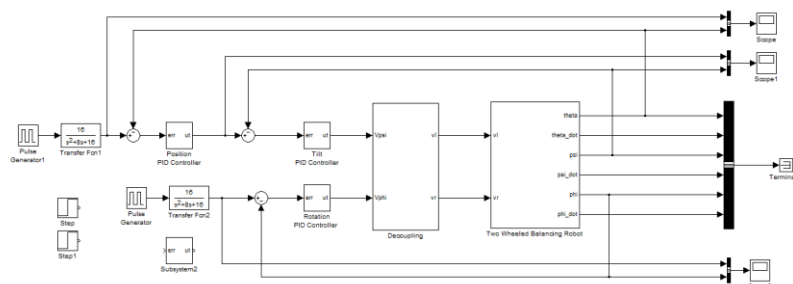 Scope
Scope1
Pulse
Generator1
16
s²+8s+16
Transfer Fcn1
err ut
Position
PID Controller
err ut
Tilt
PID Controller
Vpsi
Vphi
vl
vr
Decoupling
vl
vr
theta
theta_dot
psi
psi_dot
phi
phi_dot
Two Wheeled Balancing Robot
Termina
Pulse
Generator
16
s²+8s+16
Transfer Fcn2
err ut
Rotation
PID Controller
Step
Step1
err ut
Subsystem2